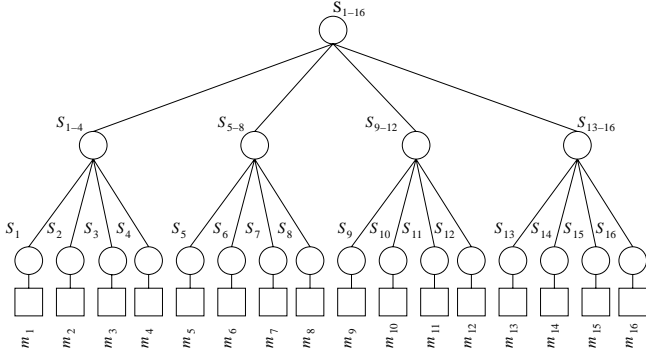 S1–16
S1–4 S5–8 S9–12 S13–16
S1 S2 S3 S4 S5 S6 S7 S8 S9 S10 S11 S12 S13 S14 S15 S16
m1 m2 m3 m4 m5 m6 m7 m8 m9 m10 m11 m12 m13 m14 m15 m16